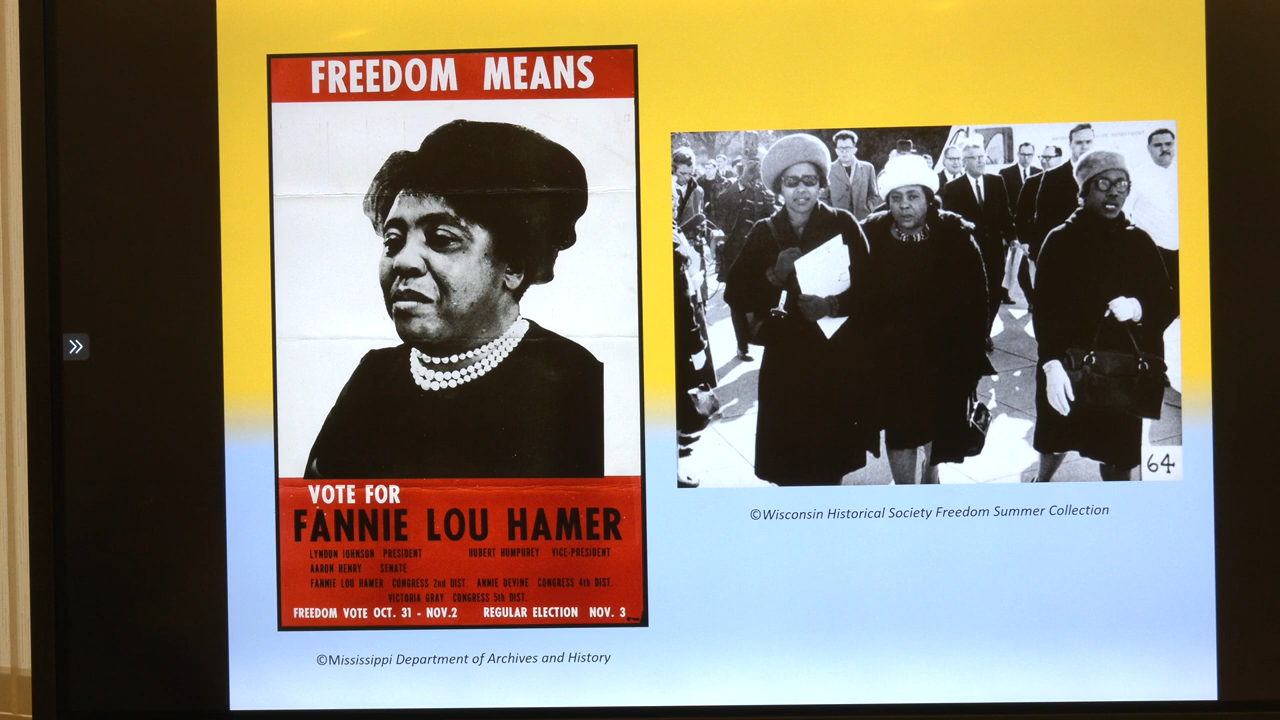 FREEDOM MEANS
VOTE FOR
FANNIE LOU HAMER
LYNDON JOHNSON PRESIDENT HUBERT HUMPHREY VICE-PRESIDENT
AARON HENRY SENATE
FANNIE LOU HAMER CONGRESS 2nd DIST. ANNIE DEVINE CONGRESS 4th DIST.
VICTORIA GRAY CONGRESS 5th DIST.
FREEDOM VOTE OCT. 31 - NOV.2 REGULAR ELECTION NOV. 3
©Mississippi Department of Archives and History
64
©Wisconsin Historical Society Freedom Summer Collection